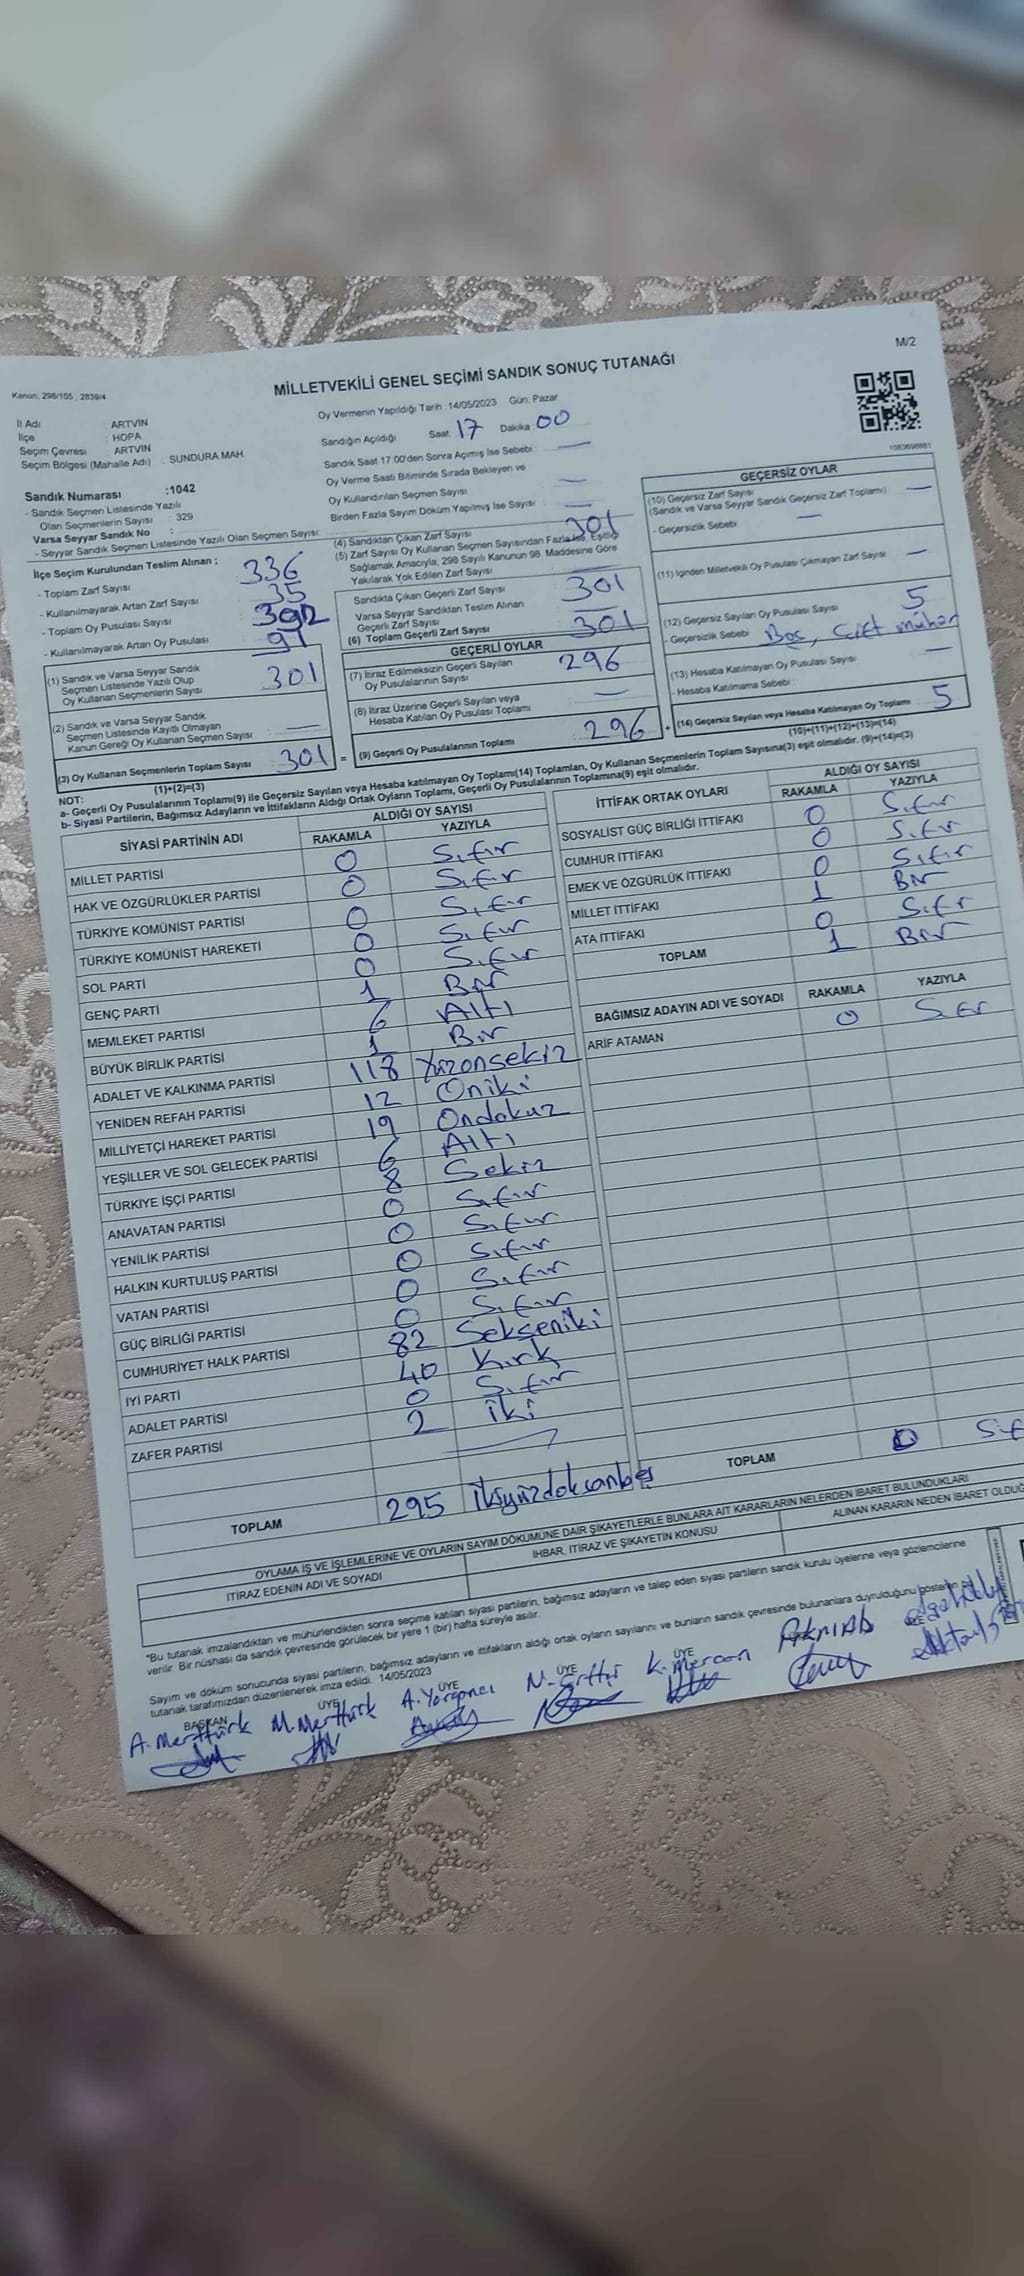 M/2
MİLLETVEKİLİ GENEL SEÇİMİ SANDIK SONUÇ TUTANAĞI
Kanun: 298/105 ; 2839/4
İl Adı : ARTVİN
İlçe : HOPA
Seçim Çevresi : ARTVİN
Seçim Bölgesi (Mahalle Adı) : SUNDURA MAH.
Sandık Numarası :1042
- Sandık Seçmen Listesinde Yazılı
Olan Seçmenlerin Sayısı : 329
Varsa Seyyar Sandık No :
- Seyyar Sandık Seçmen Listesinde Yazılı Olan Seçmen Sayısı:
Oy Vermenin Yapıldığı Tarih : 14/05/2023 Gün: Pazar
Sandığın Açıldığı Saat 17 Dakika 00
Sandık Saat 17:00'den Sonra Açımış İse Sebebi : —
Oy Verme Saati Bitiminde Sırada Bekleyen ve
Oy Kullandırılan Seçmen Sayısı —
Birden Fazla Sayım Döküm Yapılmış İse Sayısı —
İlçe Seçim Kurulundan Teslim Alınan ;
- Toplam Zarf Sayısı 336
- Kullanılmayarak Artan Zarf Sayısı 35
- Toplam Oy Pusulası Sayısı 392
- Kullanılmayarak Artan Oy Pusulası 91
(1) Sandık ve Varsa Seyyar Sandık
Seçmen Listesinde Yazılı Olup
Oy Kullanan Seçmenlerin Sayısı 301
(2) Sandık ve Varsa Seyyar Sandık
Seçmen Listesinde Kayıtlı Olmayan
Kanun Gereği Oy Kullanan Seçmen Sayısı : —
(3) Oy Kullanan Seçmenlerin Toplam Sayısı : 301
(1)+(2)=(3)
(4) Sandıktan Çıkan Zarf Sayısı 301
(5) Zarf Sayısı Oy Kullanan Seçmen Sayısından Fazla İse, Eşitliği
Sağlamak Amacıyla, 298 Sayılı Kanunun 98. Maddesine Göre
Yakılarak Yok Edilen Zarf Sayısı —
Sandıkta Çıkan Geçerli Zarf Sayısı 301
Varsa Seyyar Sandıktan Teslim Alınan
Geçerli Zarf Sayısı —
(6) Toplam Geçerli Zarf Sayısı 301
GEÇERLİ OYLAR
(7) İtiraz Edilmeksizin Geçerli Sayılan
Oy Pusulalarının Sayısı 296
(8) İtiraz Üzerine Geçerli Sayılan veya
Hesaba Katılan Oy Pusulası Toplamı —
= (9) Geçerli Oy Pusulalarının Toplamı : 296
1083698881
GEÇERSİZ OYLAR
(10) Geçersiz Zarf Sayısı
(Sandık ve Varsa Seyyar Sandık Geçersiz Zarf Toplamı) —
- Geçersizlik Sebebi —
(11) İçinden Milletvekili Oy Pusulası Çıkmayan Zarf Sayısı —
(12) Geçersiz Sayılan Oy Pusulası Sayısı 5
- Geçersizlik Sebebi Boş, çift mühür
(13) Hesaba Katılmayan Oy Pusulası Sayısı —
- Hesaba Katılmama Sebebi :
+ (14) Geçersiz Sayılan veya Hesaba Katılmayan Oy Toplamı 5
(10)+(11)+(12)+(13)=(14)
NOT:
a- Geçerli Oy Pusulalarının Toplamı(9) ile Geçersiz Sayılan veya Hesaba katılmayan Oy Toplamı(14) Toplamları, Oy Kullanan Seçmenlerin Toplam Sayısına(3) eşit olmalıdır. (9)+(14)=(3)
b- Siyasi Partilerin, Bağımsız Adayların ve İttifakların Aldığı Ortak Oyların Toplamı, Geçerli Oy Pusulalarının Toplamına(9) eşit olmalıdır.
SİYASİ PARTİNİN ADI ALDIĞI OY SAYISI
RAKAMLA YAZIYLA
MİLLET PARTİSİ 0 Sıfır
HAK VE ÖZGÜRLÜKLER PARTİSİ 0 Sıfır
TÜRKİYE KOMÜNİST PARTİSİ 0 Sıfır
TÜRKİYE KOMÜNİST HAREKETİ 0 Sıfır
SOL PARTİ 0 Sıfır
GENÇ PARTİ 1 Bir
MEMLEKET PARTİSİ 6 Altı
BÜYÜK BİRLİK PARTİSİ 1 Bir
ADALET VE KALKINMA PARTİSİ 118 Yüzonsekiz
YENİDEN REFAH PARTİSİ 12 Oniki
MİLLİYETÇİ HAREKET PARTİSİ 19 Ondokuz
YEŞİLLER VE SOL GELECEK PARTİSİ 6 Altı
TÜRKİYE İŞÇİ PARTİSİ 8 Sekiz
ANAVATAN PARTİSİ 0 Sıfır
YENİLİK PARTİSİ 0 Sıfır
HALKIN KURTULUŞ PARTİSİ 0 Sıfır
VATAN PARTİSİ 0 Sıfır
GÜÇ BİRLİĞİ PARTİSİ 0 Sıfır
CUMHURİYET HALK PARTİSİ 82 Sekseniki
İYİ PARTİ 40 Kırk
ADALET PARTİSİ 0 Sıfır
ZAFER PARTİSİ 2 İki
TOPLAM 295 İkiyüzdoksanbeş
İTTİFAK ORTAK OYLARI ALDIĞI OY SAYISI
RAKAMLA YAZIYLA
SOSYALİST GÜÇ BİRLİĞİ İTTİFAKI 0 Sıfır
CUMHUR İTTİFAKI 0 Sıfır
EMEK VE ÖZGÜRLÜK İTTİFAKI 0 Sıfır
MİLLET İTTİFAKI 1 Bir
ATA İTTİFAKI 0 Sıfır
TOPLAM 1 Bir
BAĞIMSIZ ADAYIN ADI VE SOYADI RAKAMLA YAZIYLA
ARİF ATAMAN 0 Sıfır
TOPLAM 0 Sıf
OYLAMA İŞ VE İŞLEMLERİNE VE OYLARIN SAYIM DÖKÜMÜNE DAİR ŞİKAYETLERLE BUNLARA AİT KARARLARIN NELERDEN İBARET BULUNDUKLARI
İTİRAZ EDENİN ADI VE SOYADI İHBAR, İTİRAZ VE ŞİKAYETİN KONUSU ALINAN KARARIN NEDEN İBARET OLDUĞ
*Bu tutanak imzalandıktan ve mühürlendikten sonra seçime katılan siyasi partilerin, bağımsız adayların ve talep eden siyasi partilerin sandık kurulu üyelerine veya gözlemcilerine
verilir. Bir nüshası da sandık çevresinde görülecek bir yere 1 (bir) hafta süreyle asılır.
Sayım ve döküm sonucunda siyasi partilerin, bağımsız adayların ve ittifakların aldığı ortak oyların sayılarını ve bunların sandık çevresinde bulunanlara duyrulduğunu gösteren
tutanak tarafımızdan düzenlenerek imza edildi. 14/05/2023
BAŞKAN ÜYE ÜYE ÜYE ÜYE
A. Merttürk M. Merttürk